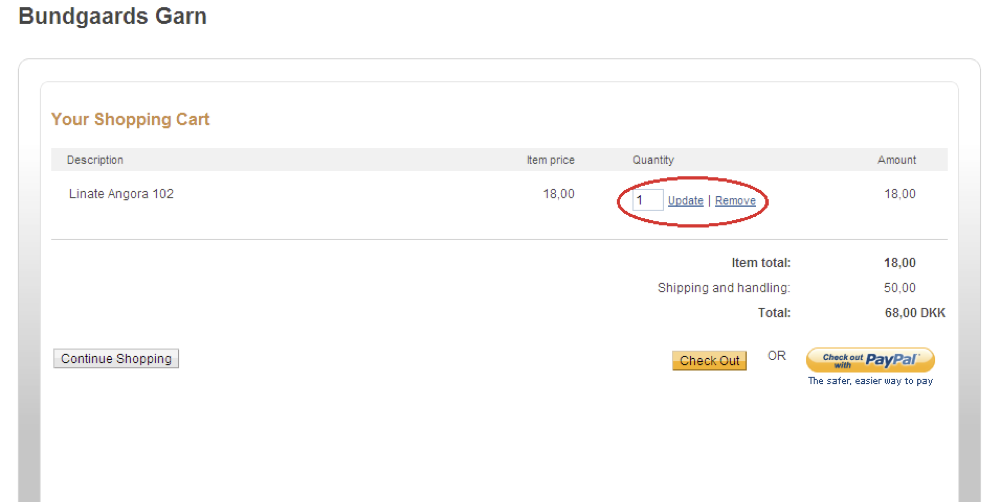 Bundgaards Garn
Your Shopping Cart
Description Item price Quantity Amount
Linate Angora 102 18,00 1 Update | Remove 18,00
Item total: 18,00
Shipping and handling: 50,00
Total: 68,00 DKK
Continue Shopping Check Out OR Check out with PayPal
The safer, easier way to pay